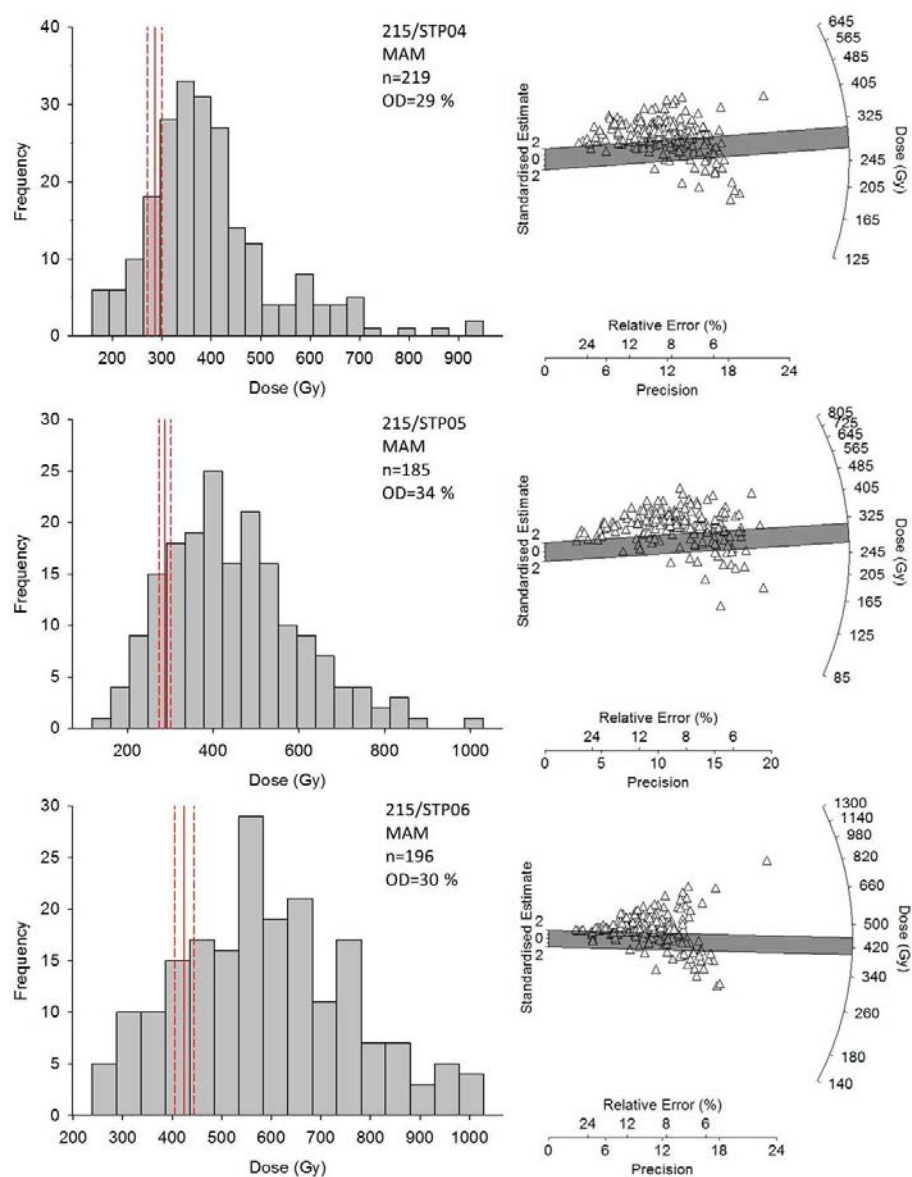 40
30
20
10
0
Frequency
200 300 400 500 600 700 800 900
Dose (Gy)
215/STP04
MAM
n=219
OD=29 %
Standardised Estimate
2
0
2
645
565
485
405
325
245
205
165
125
Dose (Gy)
Relative Error (%)
24 12 8 6
0 6 12 18 24
Precision
30
25
20
15
10
5
0
Frequency
200 400 600 800 1000
Dose (Gy)
215/STP05
MAM
n=185
OD=34 %
Standardised Estimate
2
0
2
805
725
645
565
485
405
325
245
205
165
125
85
Dose (Gy)
Relative Error (%)
24 12 8 6
0 5 10 15 20
Precision
30
25
20
15
10
5
0
Frequency
200 300 400 500 600 700 800 900 1000
Dose (Gy)
215/STP06
MAM
n=196
OD=30 %
Standardised Estimate
2
0
2
1300
1140
980
820
660
500
420
340
260
180
140
Dose (Gy)
Relative Error (%)
24 12 8 6
0 6 12 18 24
Precision